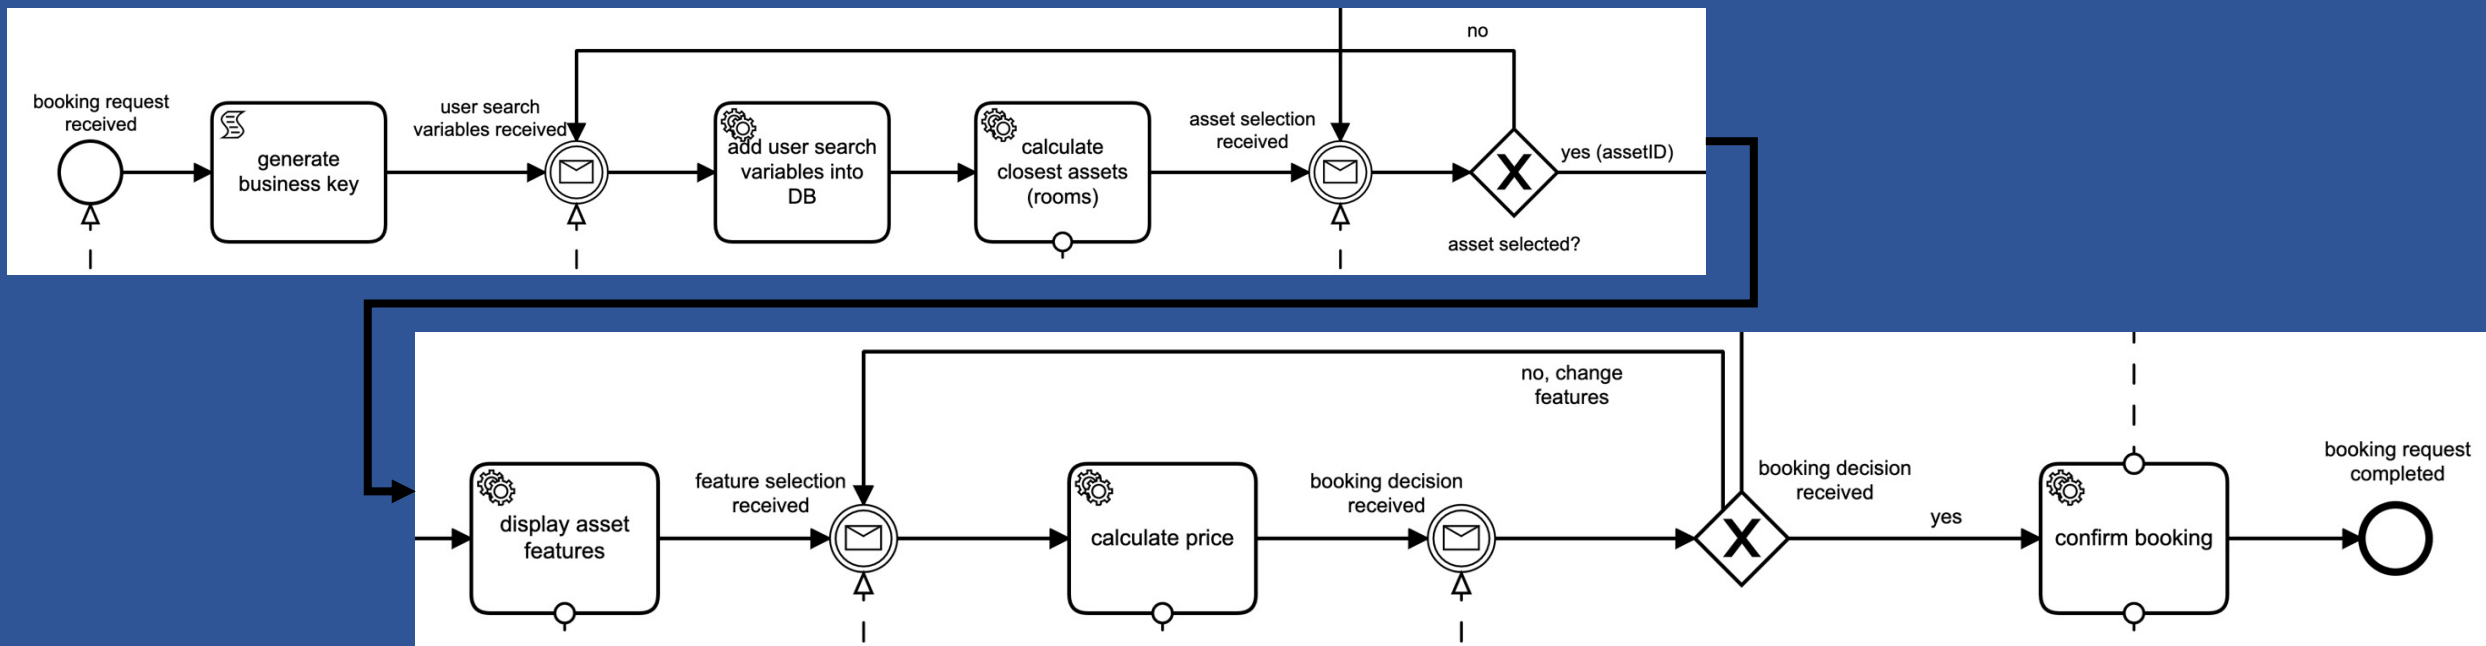 booking request
received
generate
business key
user search
variables received
add user search
variables into
DB
calculate
closest assets
(rooms)
asset selection
received
no
yes (assetID)
asset selected?
display asset
features
feature selection
received
calculate price
booking decision
received
no, change
features
booking decision
received
yes
confirm booking
booking request
completed